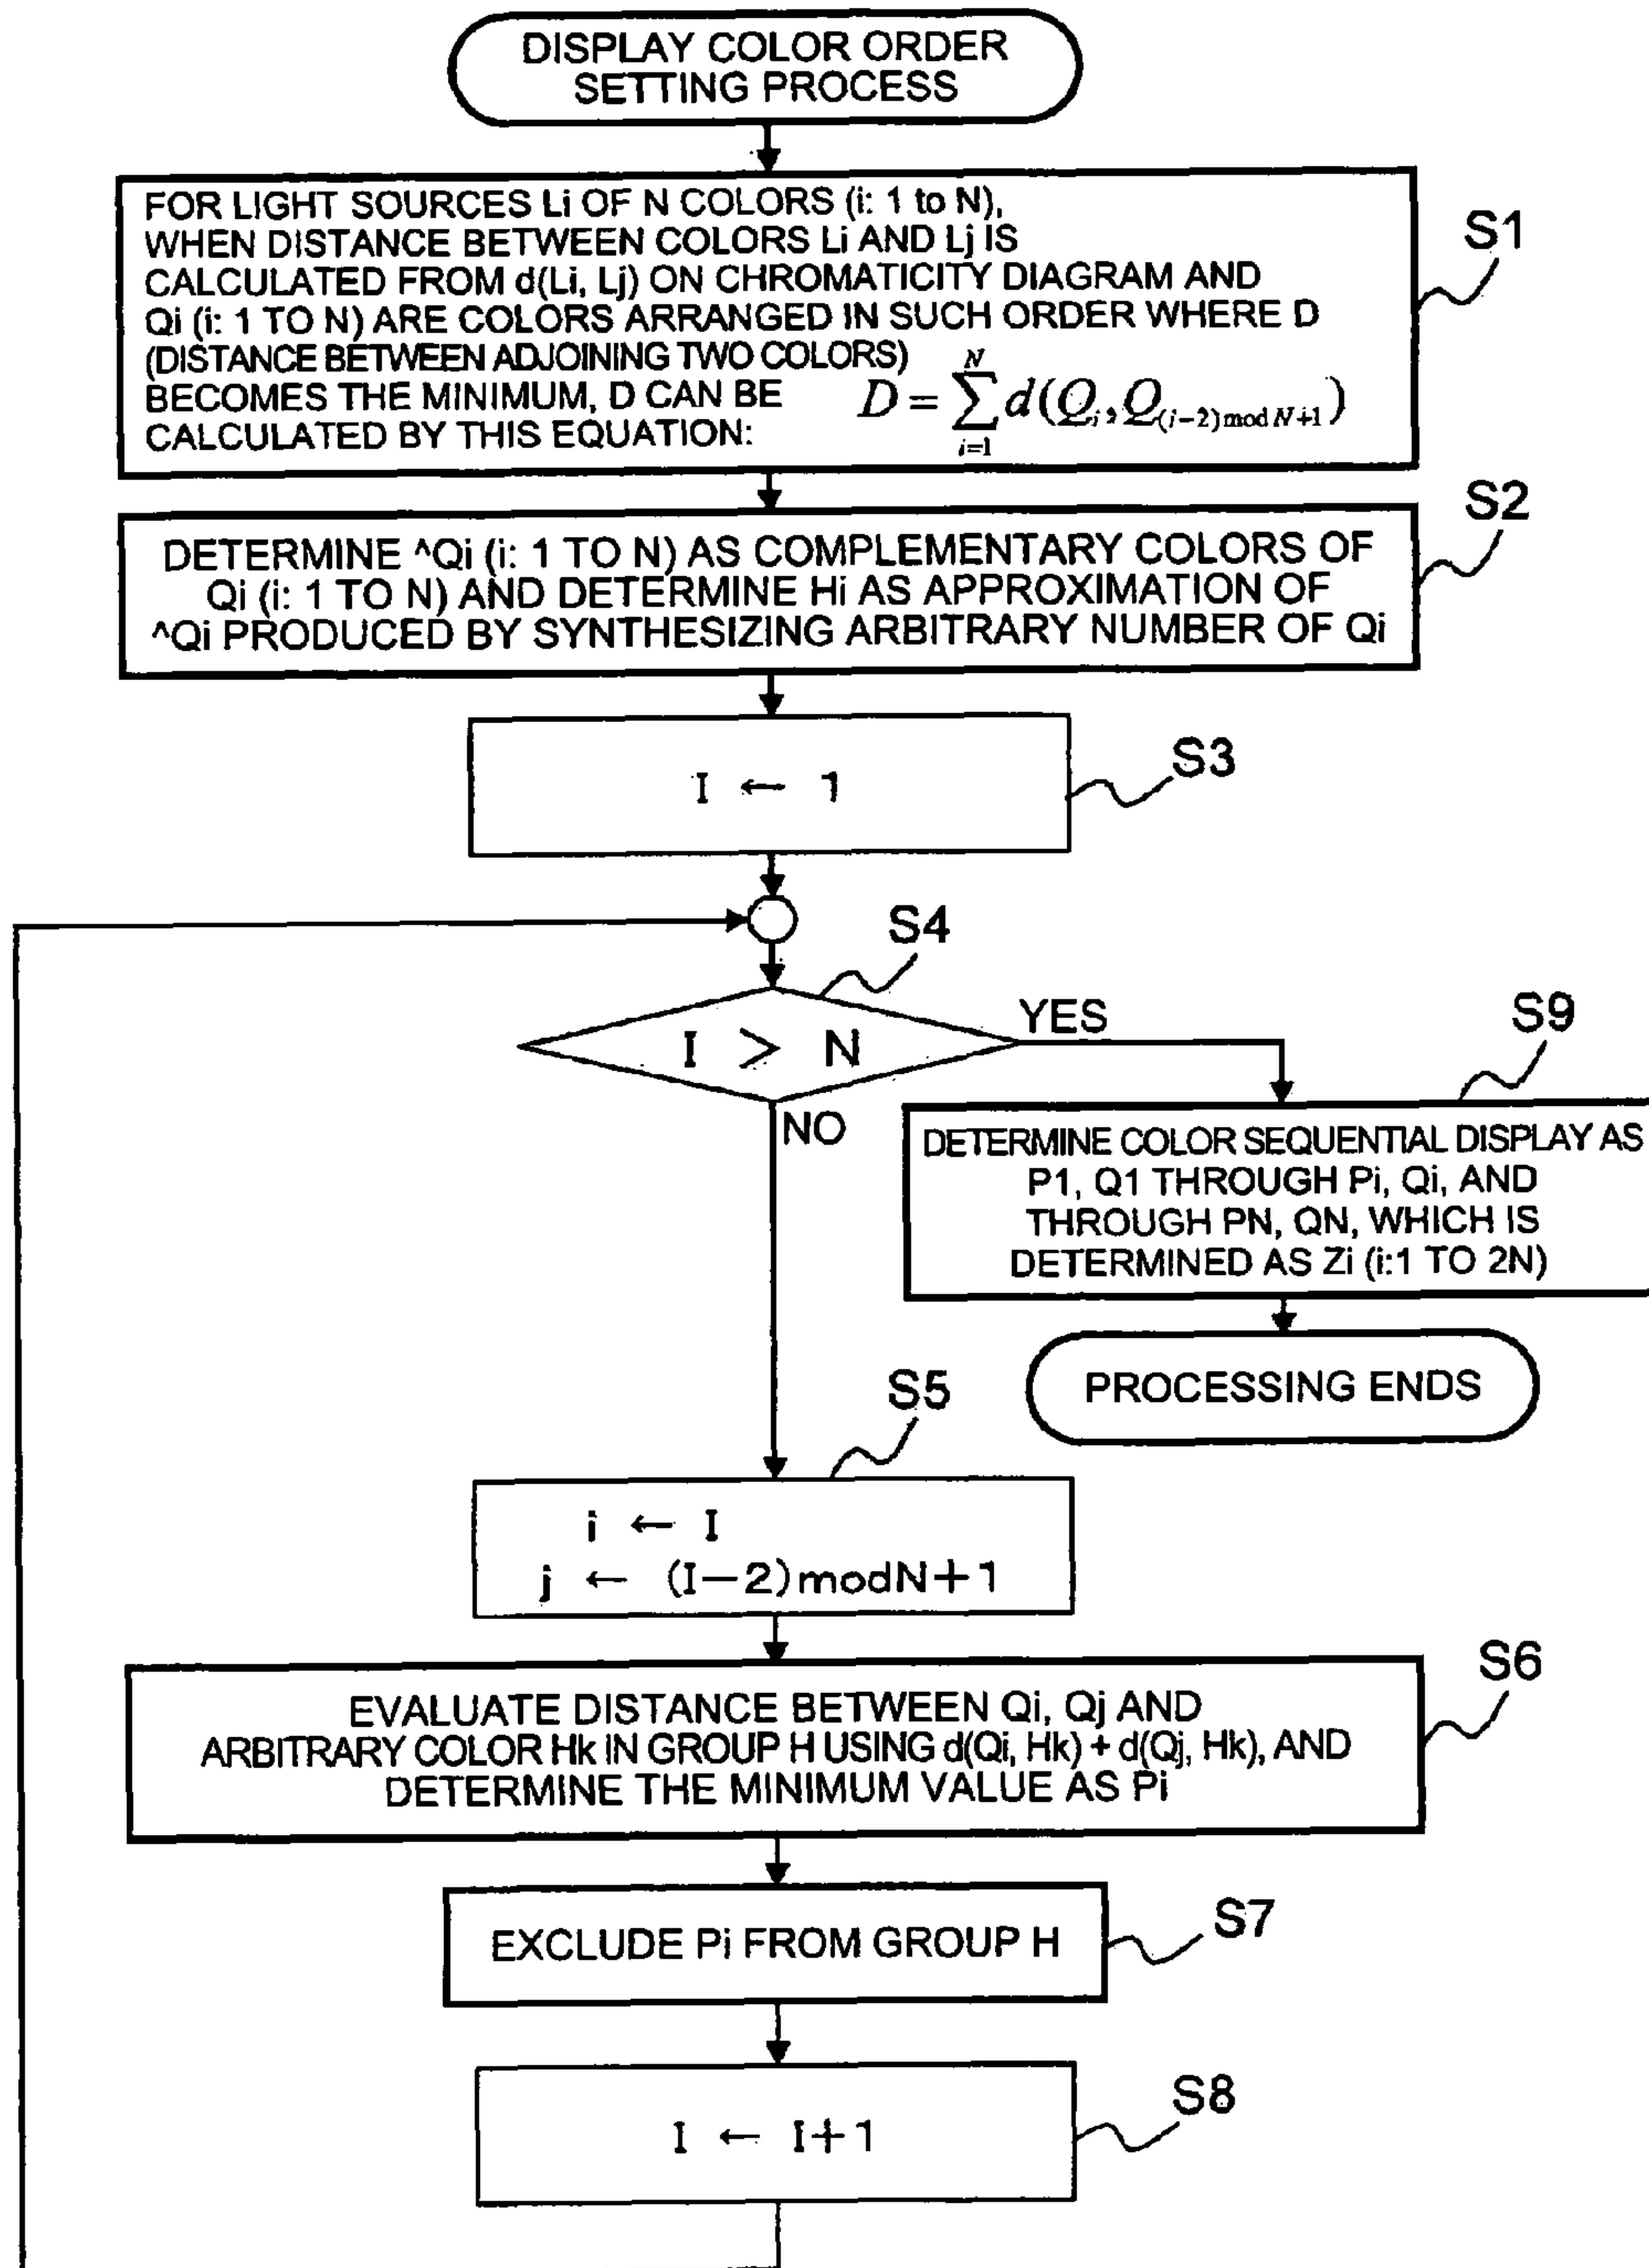 DISPLAY COLOR ORDER
SETTING PROCESS
FOR LIGHT SOURCES Li OF N COLORS (i: 1 to N),
WHEN DISTANCE BETWEEN COLORS Li AND Lj IS
CALCULATED FROM d(Li, Lj) ON CHROMATICITY DIAGRAM AND
Qi (i: 1 TO N) ARE COLORS ARRANGED IN SUCH ORDER WHERE D
(DISTANCE BETWEEN ADJOINING TWO COLORS)
BECOMES THE MINIMUM, D CAN BE
CALCULATED BY THIS EQUATION:
D = \sum_{i=1}^{N} d(Q_i, Q_{(i-2) mod N+1})
S1
DETERMINE ^Qi (i: 1 TO N) AS COMPLEMENTARY COLORS OF
Qi (i: 1 TO N) AND DETERMINE Hi AS APPROXIMATION OF
^Qi PRODUCED BY SYNTHESIZING ARBITRARY NUMBER OF Qi
S2
I ← 1
S3
S4
I > N
YES
NO
S9
DETERMINE COLOR SEQUENTIAL DISPLAY AS
P1, Q1 THROUGH Pi, Qi, AND
THROUGH PN, QN, WHICH IS
DETERMINED AS Zi (i:1 TO 2N)
PROCESSING ENDS
S5
i ← I
j ← (I-2)modN+1
S6
EVALUATE DISTANCE BETWEEN Qi, Qj AND
ARBITRARY COLOR Hk IN GROUP H USING d(Qi, Hk) + d(Qj, Hk), AND
DETERMINE THE MINIMUM VALUE AS Pi
EXCLUDE Pi FROM GROUP H
S7
I ← I+1
S8